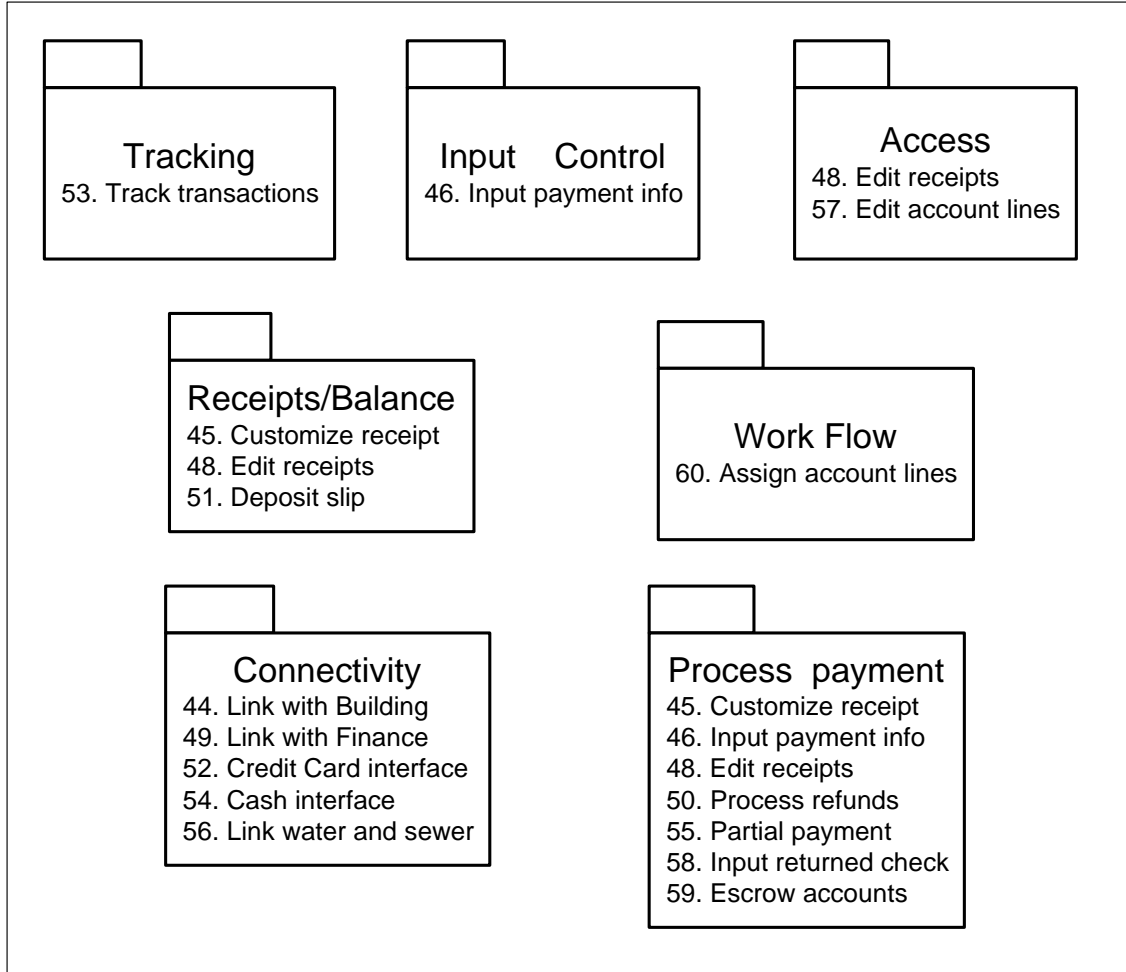 Tracking
53. Track transactions
Input Control
46. Input payment info
Access
48. Edit receipts
57. Edit account lines
Receipts/Balance
45. Customize receipt
48. Edit receipts
51. Deposit slip
Work Flow
60. Assign account lines
Connectivity
44. Link with Building
49. Link with Finance
52. Credit Card interface
54. Cash interface
56. Link water and sewer
Process payment
45. Customize receipt
46. Input payment info
48. Edit receipts
50. Process refunds
55. Partial payment
58. Input returned check
59. Escrow accounts